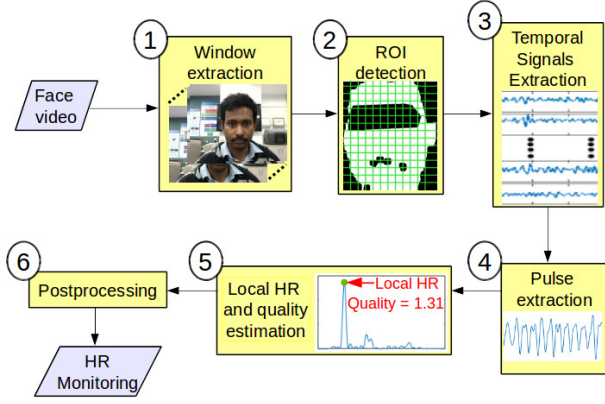 Face
video
1
Window
extraction
2
ROI
detection
3
Temporal
Signals
Extraction
4
Pulse
extraction
5
Local HR
and quality
estimation
Local HR
Quality = 1.31
6
Postprocessing
HR
Monitoring